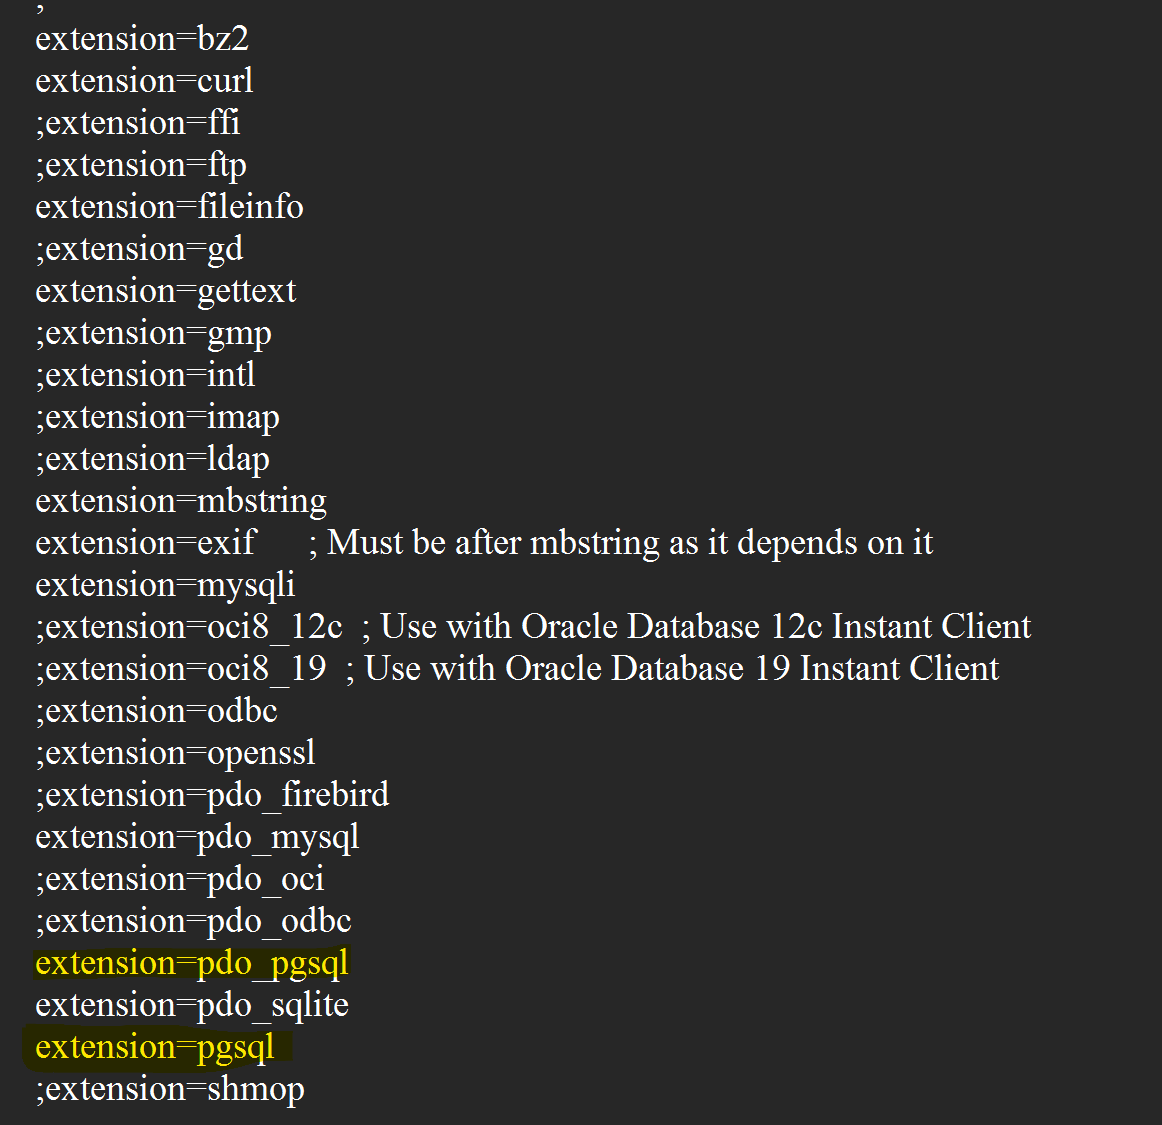 ;
extension=bz2
extension=curl
;extension=ffi
;extension=ftp
extension=fileinfo
;extension=gd
extension=gettext
;extension=gmp
;extension=intl
;extension=imap
;extension=ldap
extension=mbstring
extension=exif      ; Must be after mbstring as it depends on it
extension=mysqli
;extension=oci8_12c  ; Use with Oracle Database 12c Instant Client
;extension=oci8_19  ; Use with Oracle Database 19 Instant Client
;extension=odbc
;extension=openssl
;extension=pdo_firebird
extension=pdo_mysql
;extension=pdo_oci
;extension=pdo_odbc
extension=pdo_pgsql
extension=pdo_sqlite
extension=pgsql
;extension=shmop